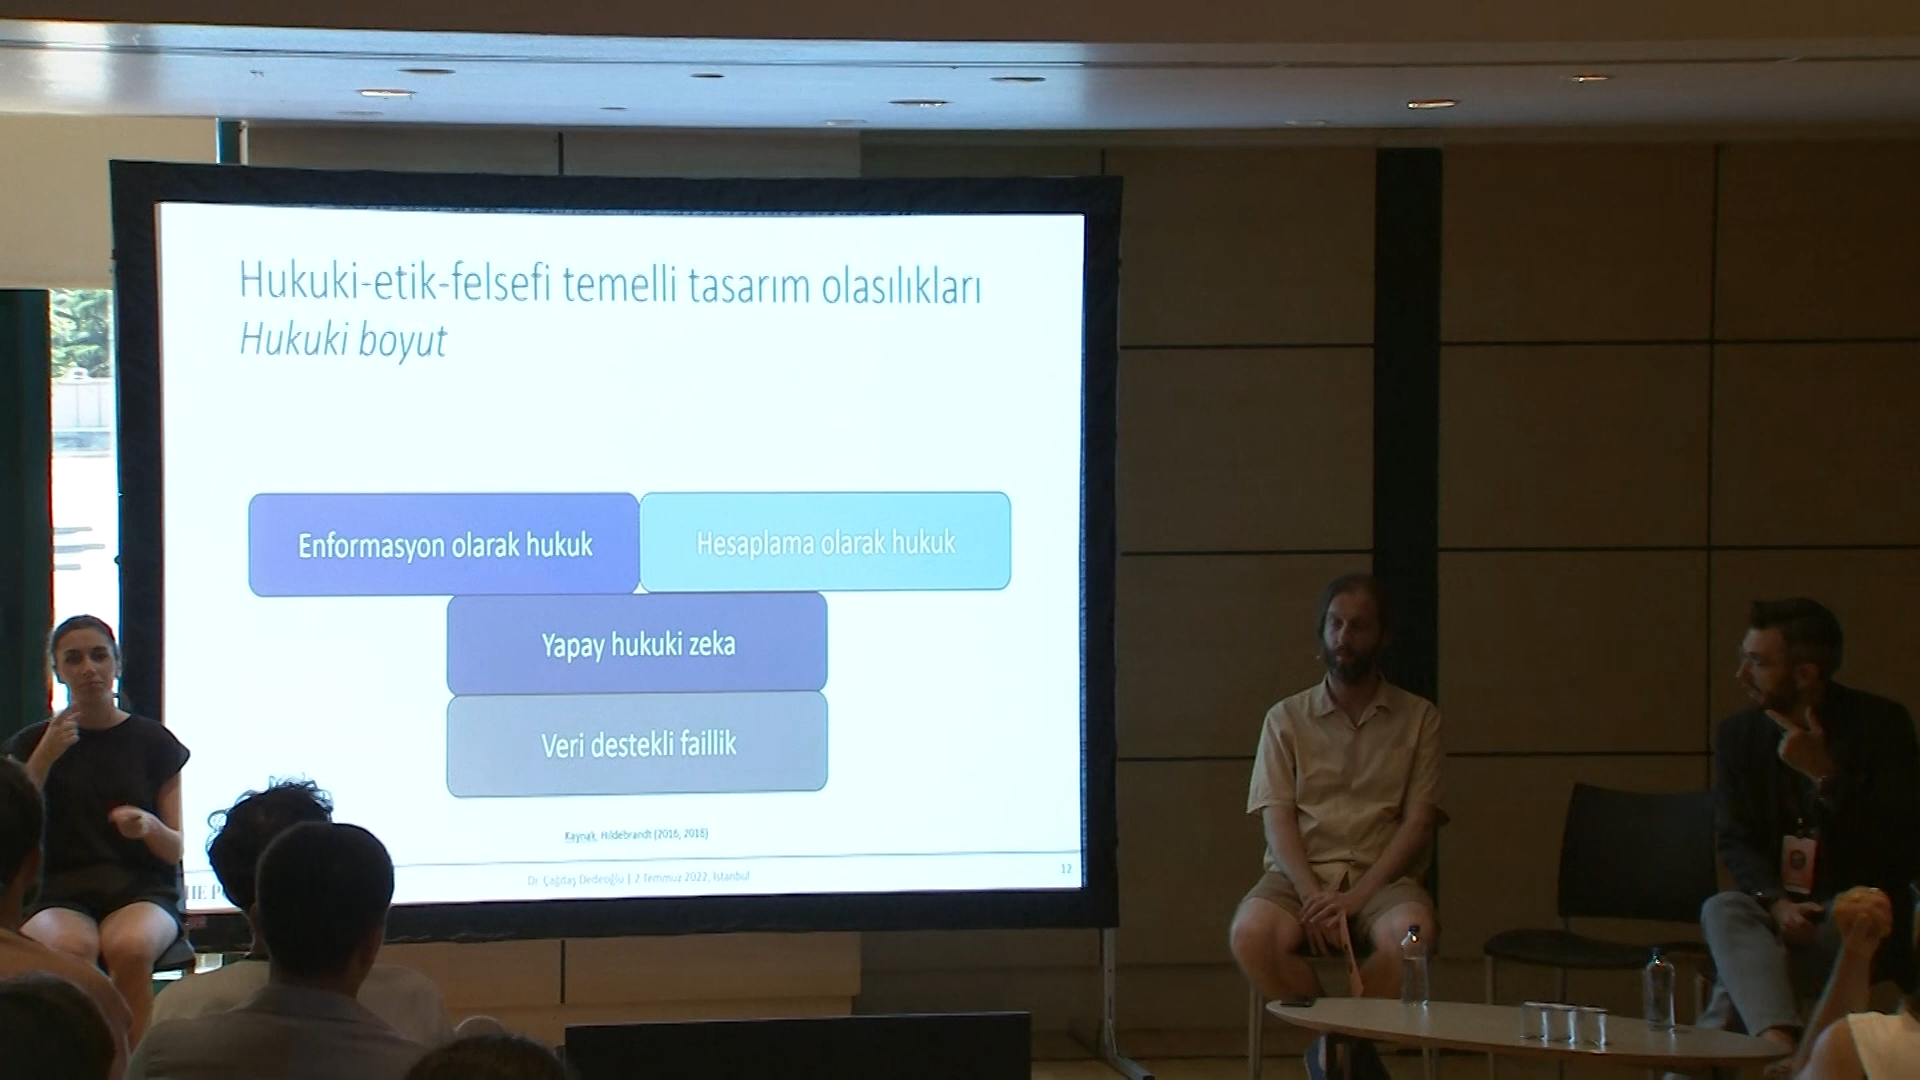 Hukuki-etik-felsefi temelli tasarım olasılıkları
Hukuki boyut
Enformasyon olarak hukuk
Hesaplama olarak hukuk
Yapay hukuki zeka
Veri destekli faillik
Kaynak, Hildebrandt (2016, 2018)
Dr. Çağdaş Dedeoğlu | 2 Temmuz 2022, İstanbul
12